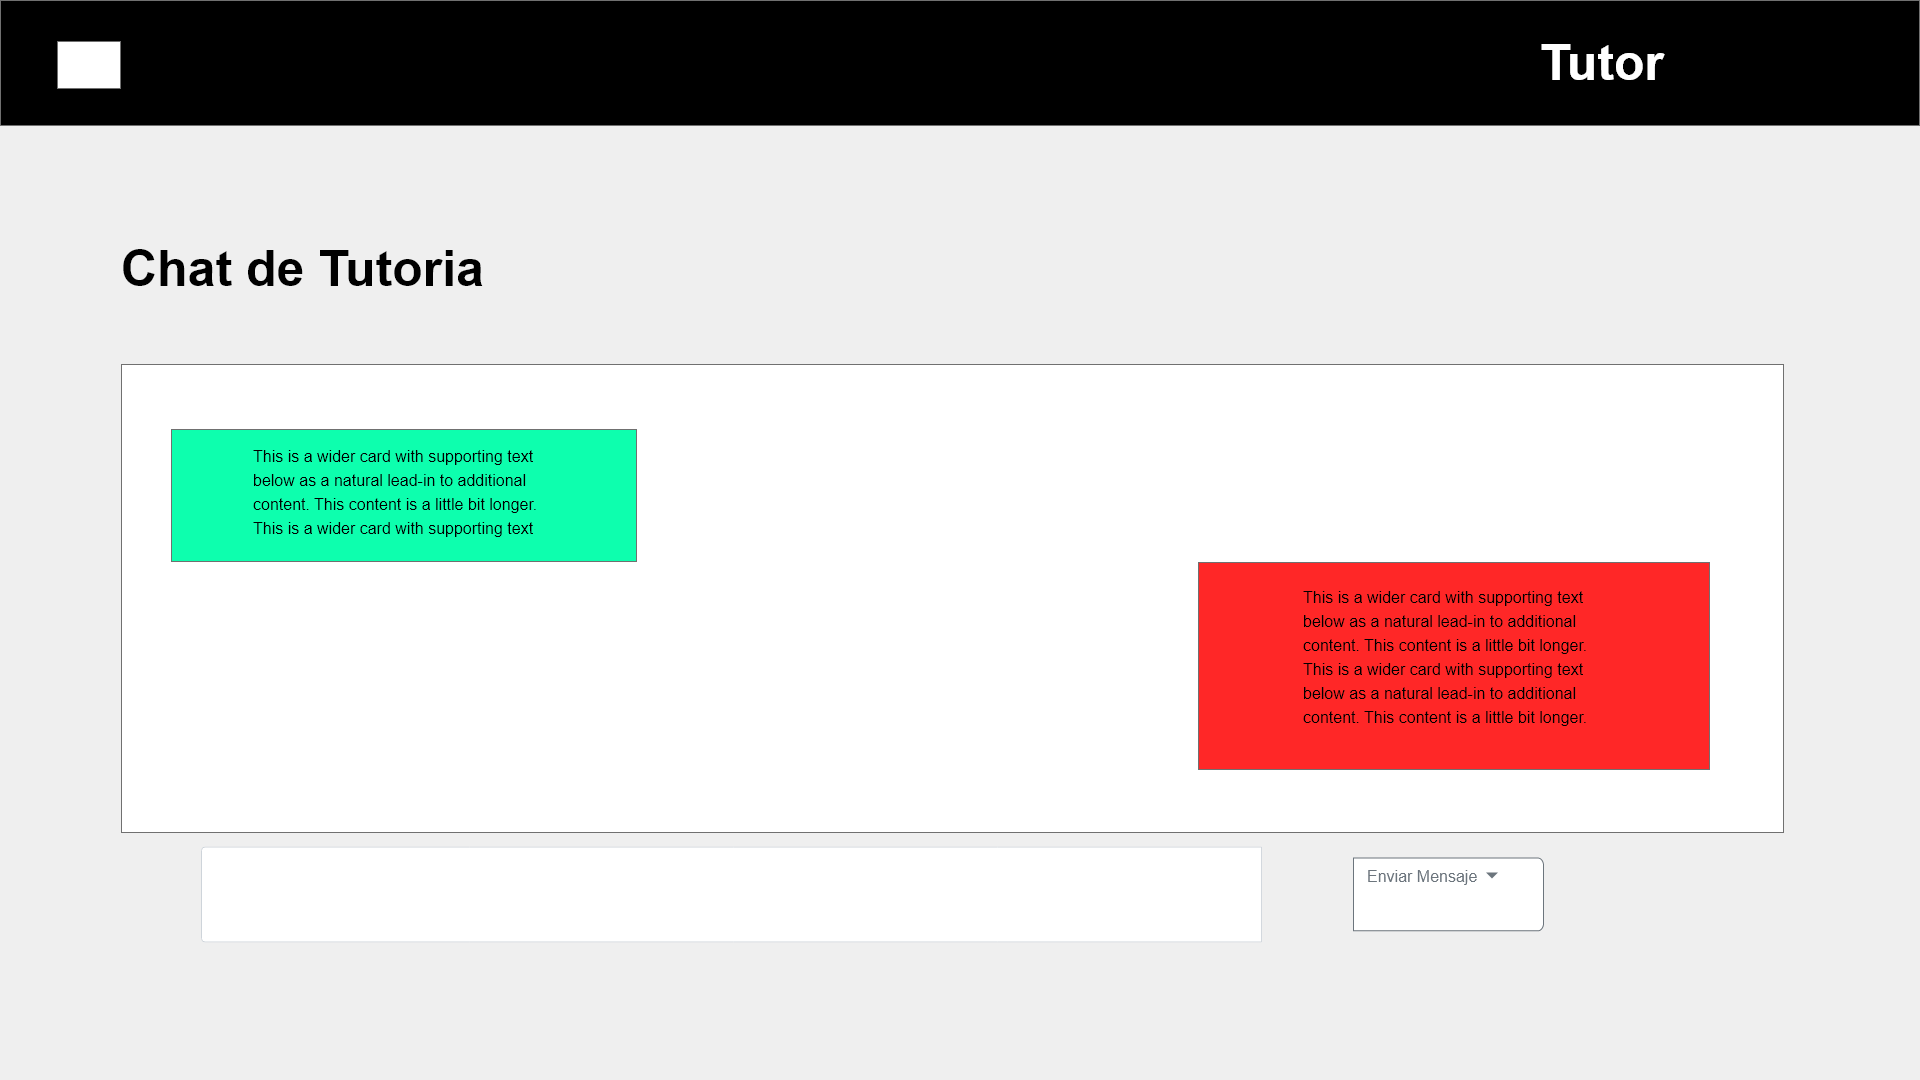 Tutor
Chat de Tutoria
This is a wider card with supporting text
below as a natural lead-in to additional
content. This content is a little bit longer.
This is a wider card with supporting text
This is a wider card with supporting text
below as a natural lead-in to additional
content. This content is a little bit longer.
This is a wider card with supporting text
below as a natural lead-in to additional
content. This content is a little bit longer.
Enviar Mensaje